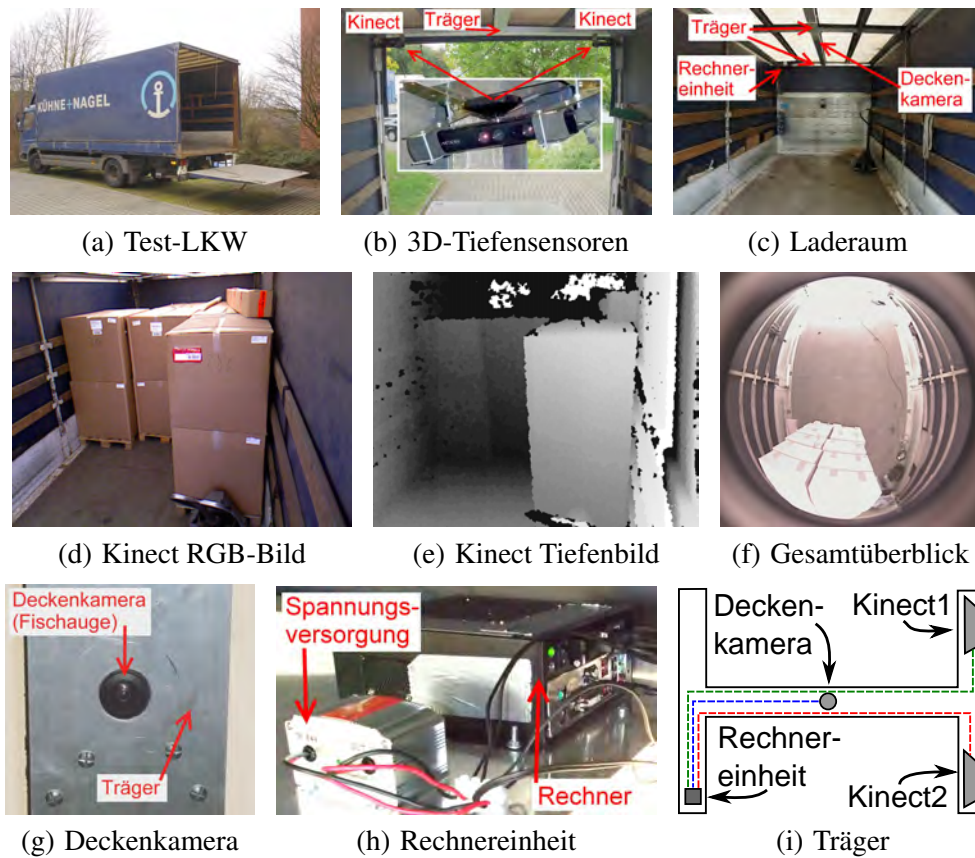 KÜHNE+NAGEL
(a) Test-LKW
Kinect
Träger
Kinect
(b) 3D-Tiefensensoren
Träger
Rechner-
einheit
Decken-
kamera
(c) Laderaum
(d) Kinect RGB-Bild
(e) Kinect Tiefenbild
(f) Gesamtüberblick
Deckenkamera
(Fischauge)
Träger
(g) Deckenkamera
Spannungs-
versorgung
Rechner
(h) Rechnereinheit
Decken-
kamera
Kinect1
Rechner-
einheit
Kinect2
(i) Träger